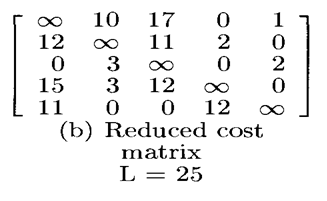 ∞ 10 17 0 1
12 ∞ 11 2 0
0 3 ∞ 0 2
15 3 12 ∞ 0
11 0 0 12 ∞
(b) Reduced cost
matrix
L = 25